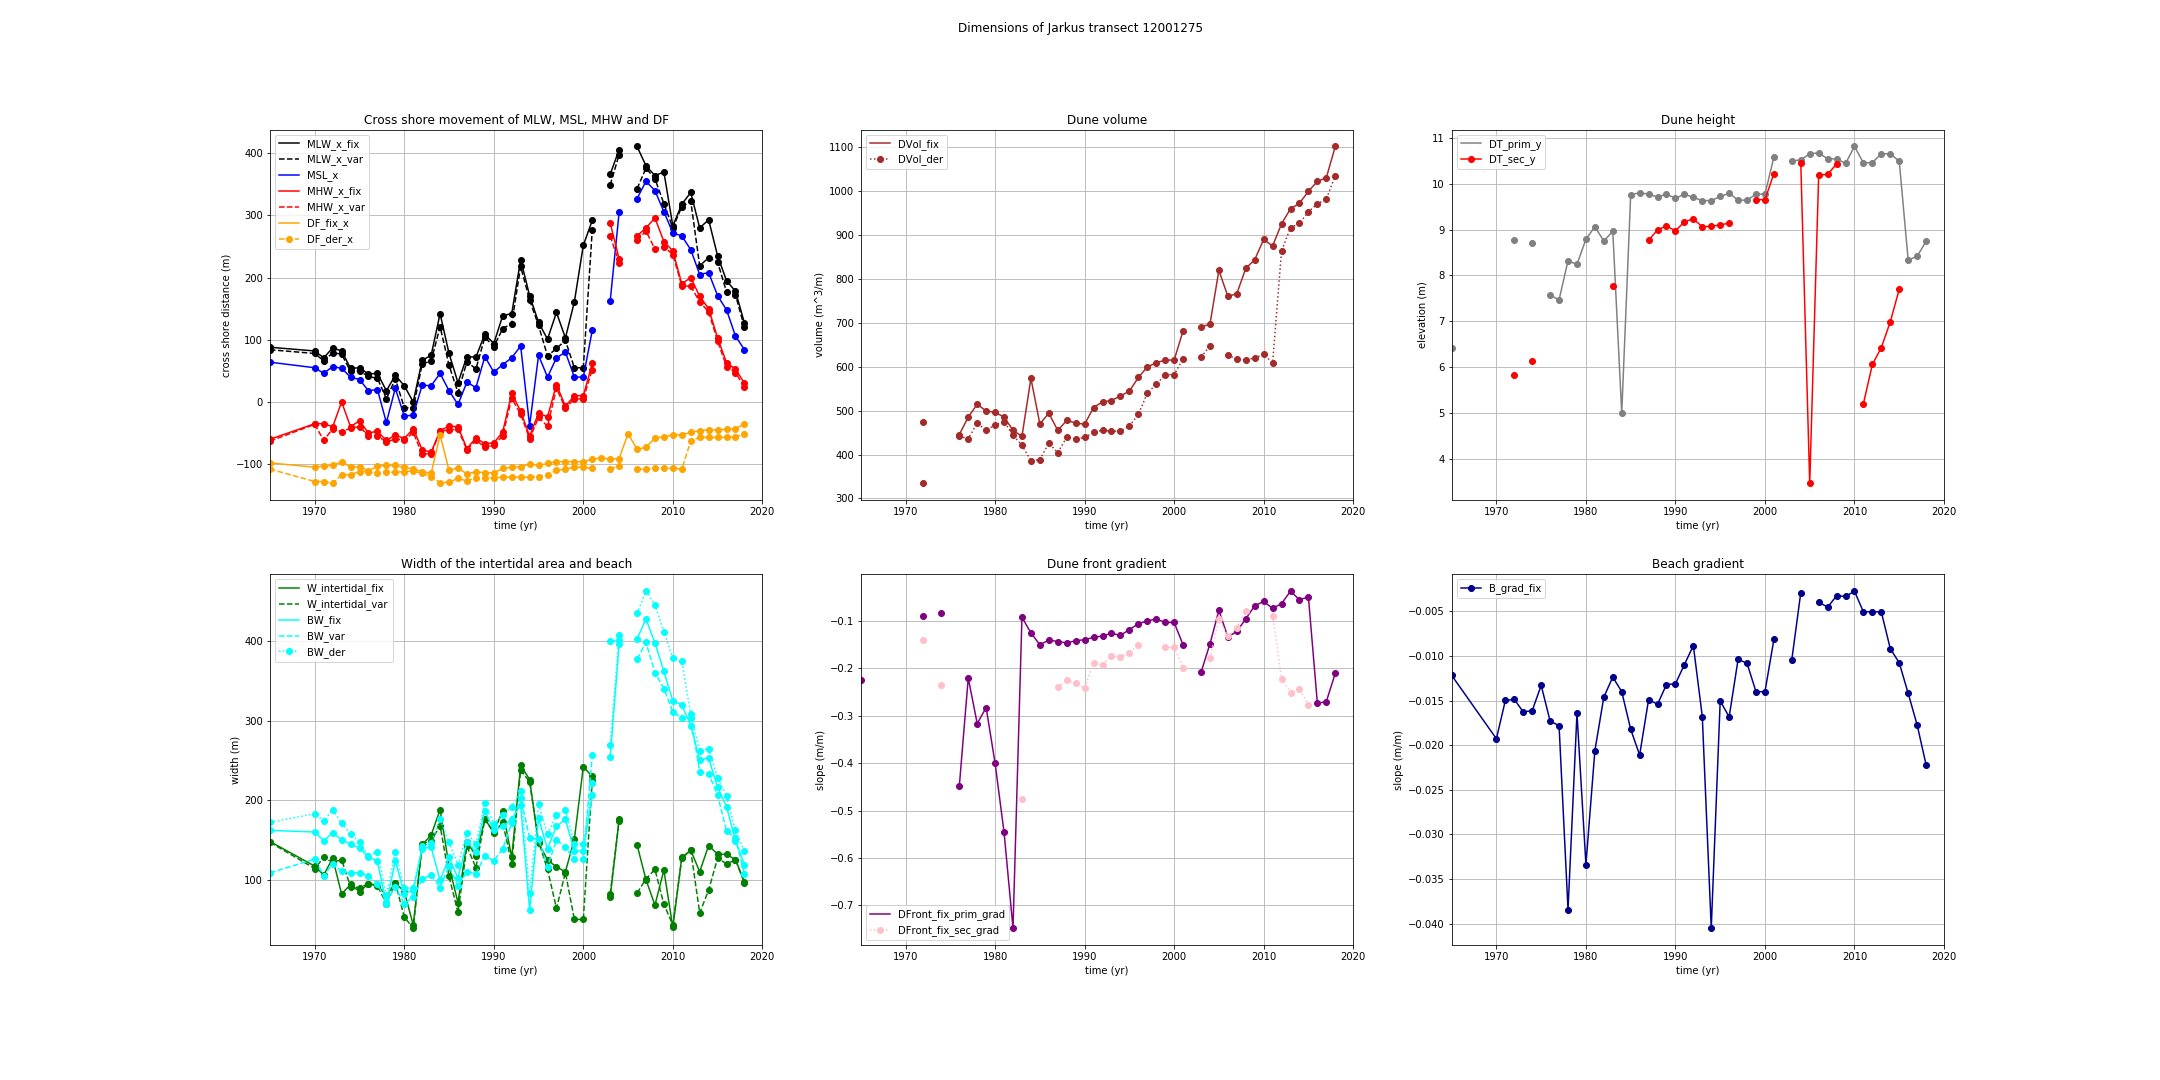 Dimensions of Jarkus transect 12001275
Cross shore movement of MLW, MSL, MHW and DF
MLW_x_fix
MLW_x_var
MSL_x
MHW_x_fix
MHW_x_var
DF_fix_x
DF_der_x
cross shore distance (m)
400
300
200
100
0
−100
1970
1980
1990
2000
2010
2020
time (yr)
Dune volume
DVol_fix
DVol_der
volume (m^3/m)
1100
1000
900
800
700
600
500
400
300
1970
1980
1990
2000
2010
2020
time (yr)
Dune height
DT_prim_y
DT_sec_y
elevation (m)
11
10
9
8
7
6
5
4
1970
1980
1990
2000
2010
2020
time (yr)
Width of the intertidal area and beach
W_intertidal_fix
W_intertidal_var
BW_fix
BW_var
BW_der
width (m)
400
300
200
100
1970
1980
1990
2000
2010
2020
time (yr)
Dune front gradient
slope (m/m)
−0.1
−0.2
−0.3
−0.4
−0.5
−0.6
−0.7
DFront_fix_prim_grad
DFront_fix_sec_grad
1970
1980
1990
2000
2010
2020
time (yr)
Beach gradient
B_grad_fix
slope (m/m)
−0.005
−0.010
−0.015
−0.020
−0.025
−0.030
−0.035
−0.040
1970
1980
1990
2000
2010
2020
time (yr)